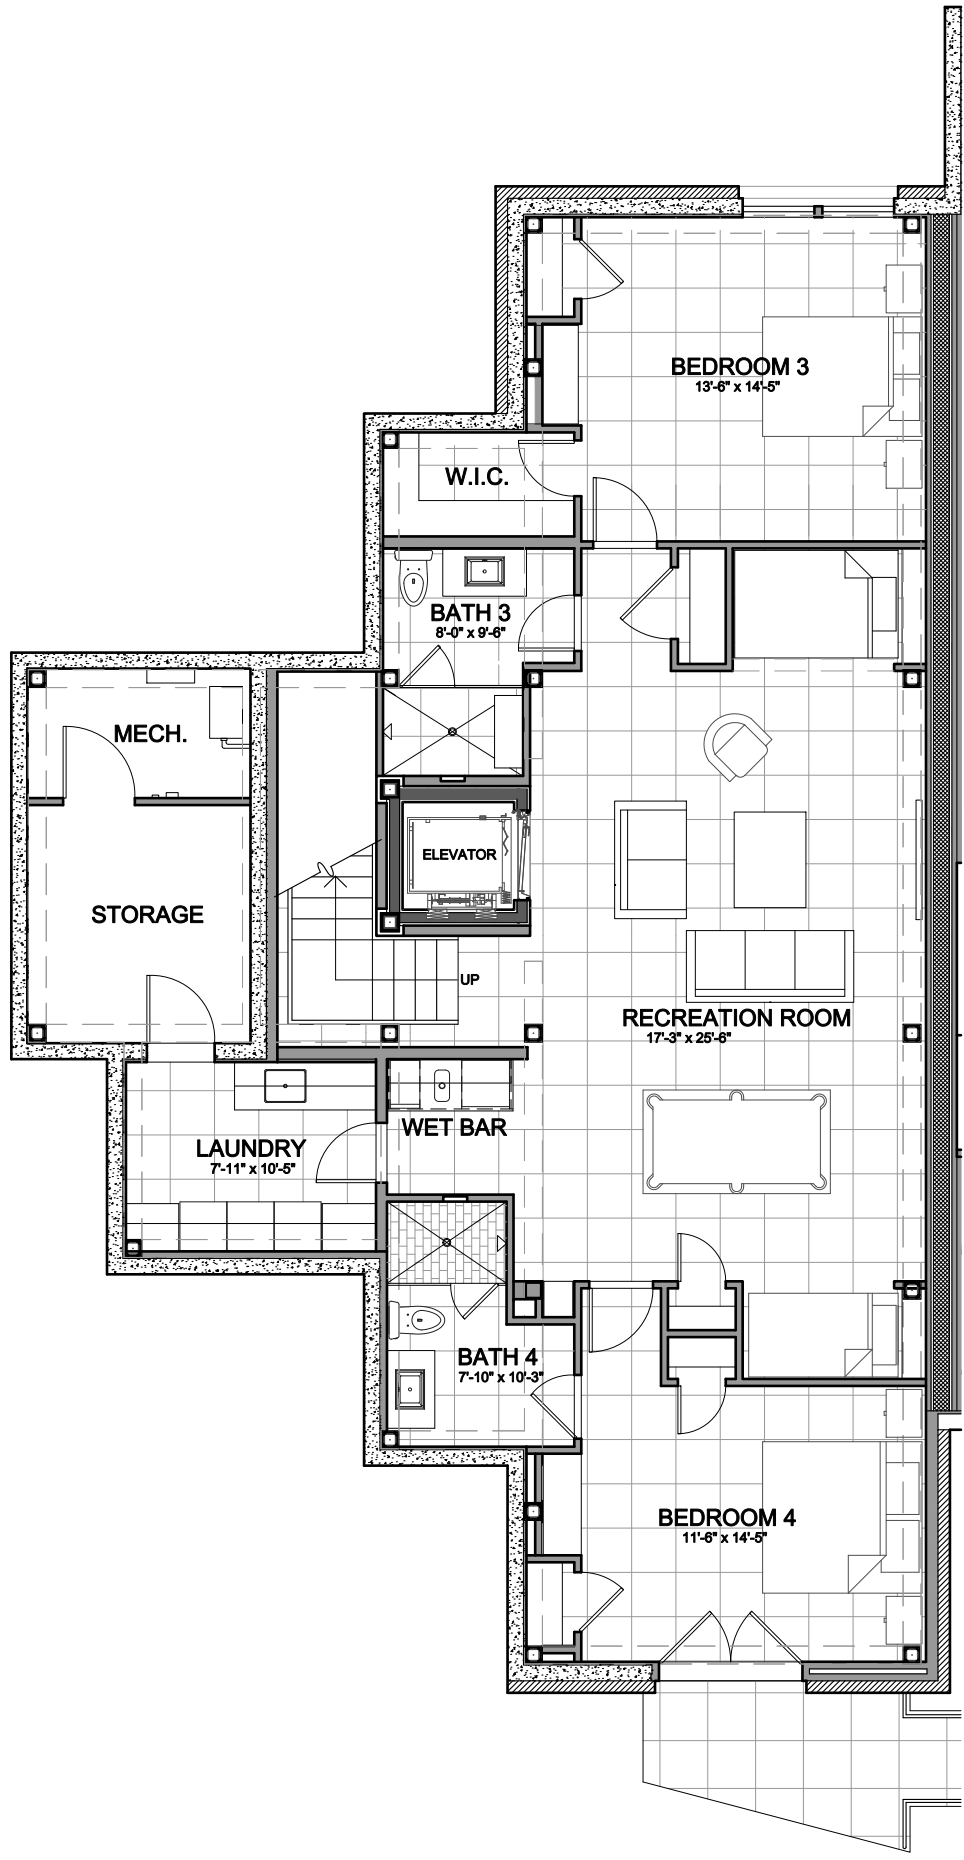 BEDROOM 3
13'-6" x 14'-5"
W.I.C.
BATH 3
8'-0" x 9'-6"
MECH.
ELEVATOR
STORAGE
UP
RECREATION ROOM
17'-3" x 25'-6"
WET BAR
LAUNDRY
7'-11" x 10'-5"
BATH 4
7'-10" x 10'-3"
BEDROOM 4
11'-6" x 14'-5"